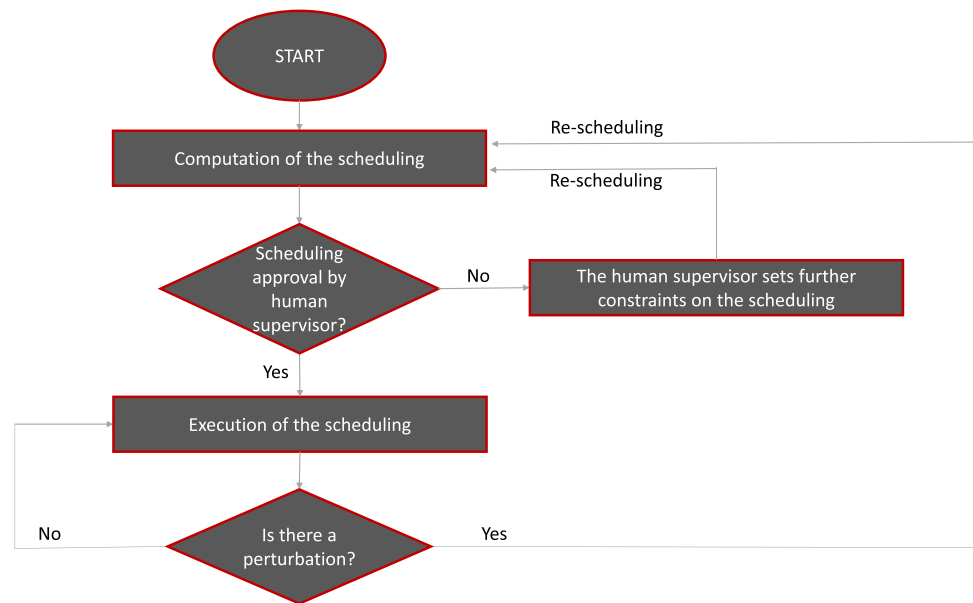 START
Re-scheduling
Computation of the scheduling
Re-scheduling
Scheduling
approval by
human
supervisor?
No
The human supervisor sets further
constraints on the scheduling
Yes
Execution of the scheduling
No
Is there a
perturbation?
Yes